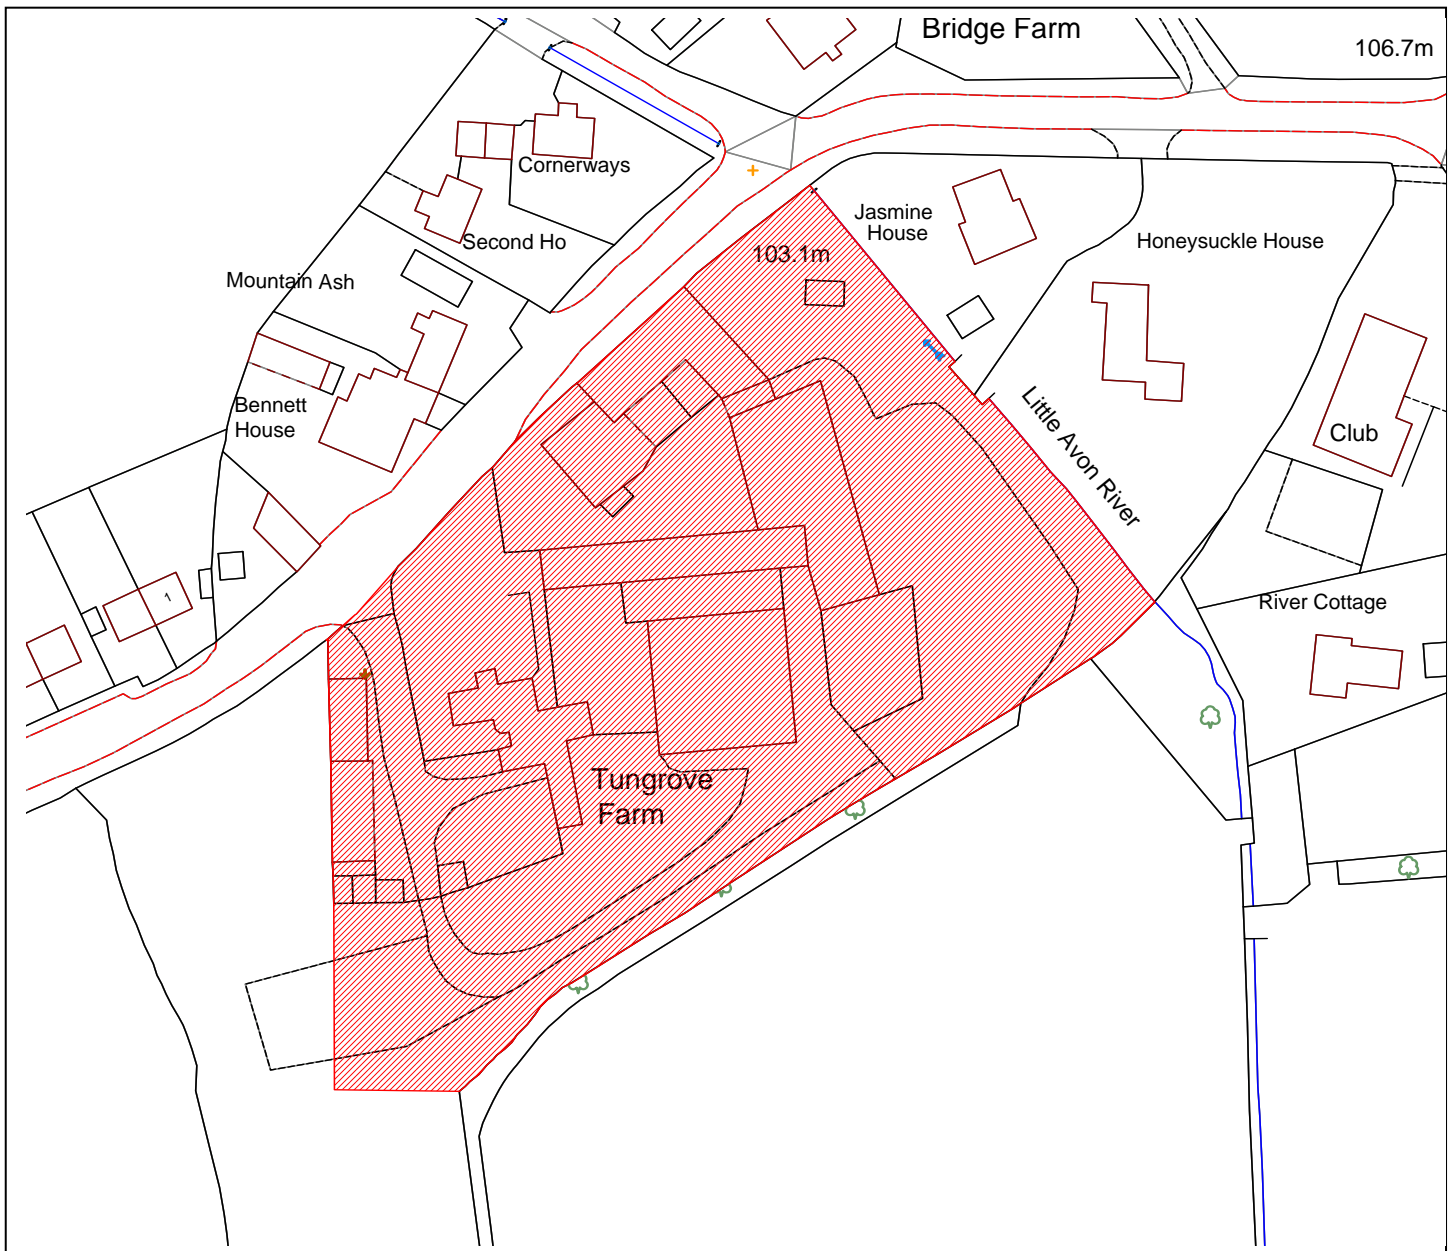 Bridge Farm
106.7m
Cornerways
Jasmine
House
Second Ho
Honeysuckle House
103.1m
Mountain Ash
Bennett
House
Little Avon River
Club
1
River Cottage
Tungrove
Farm